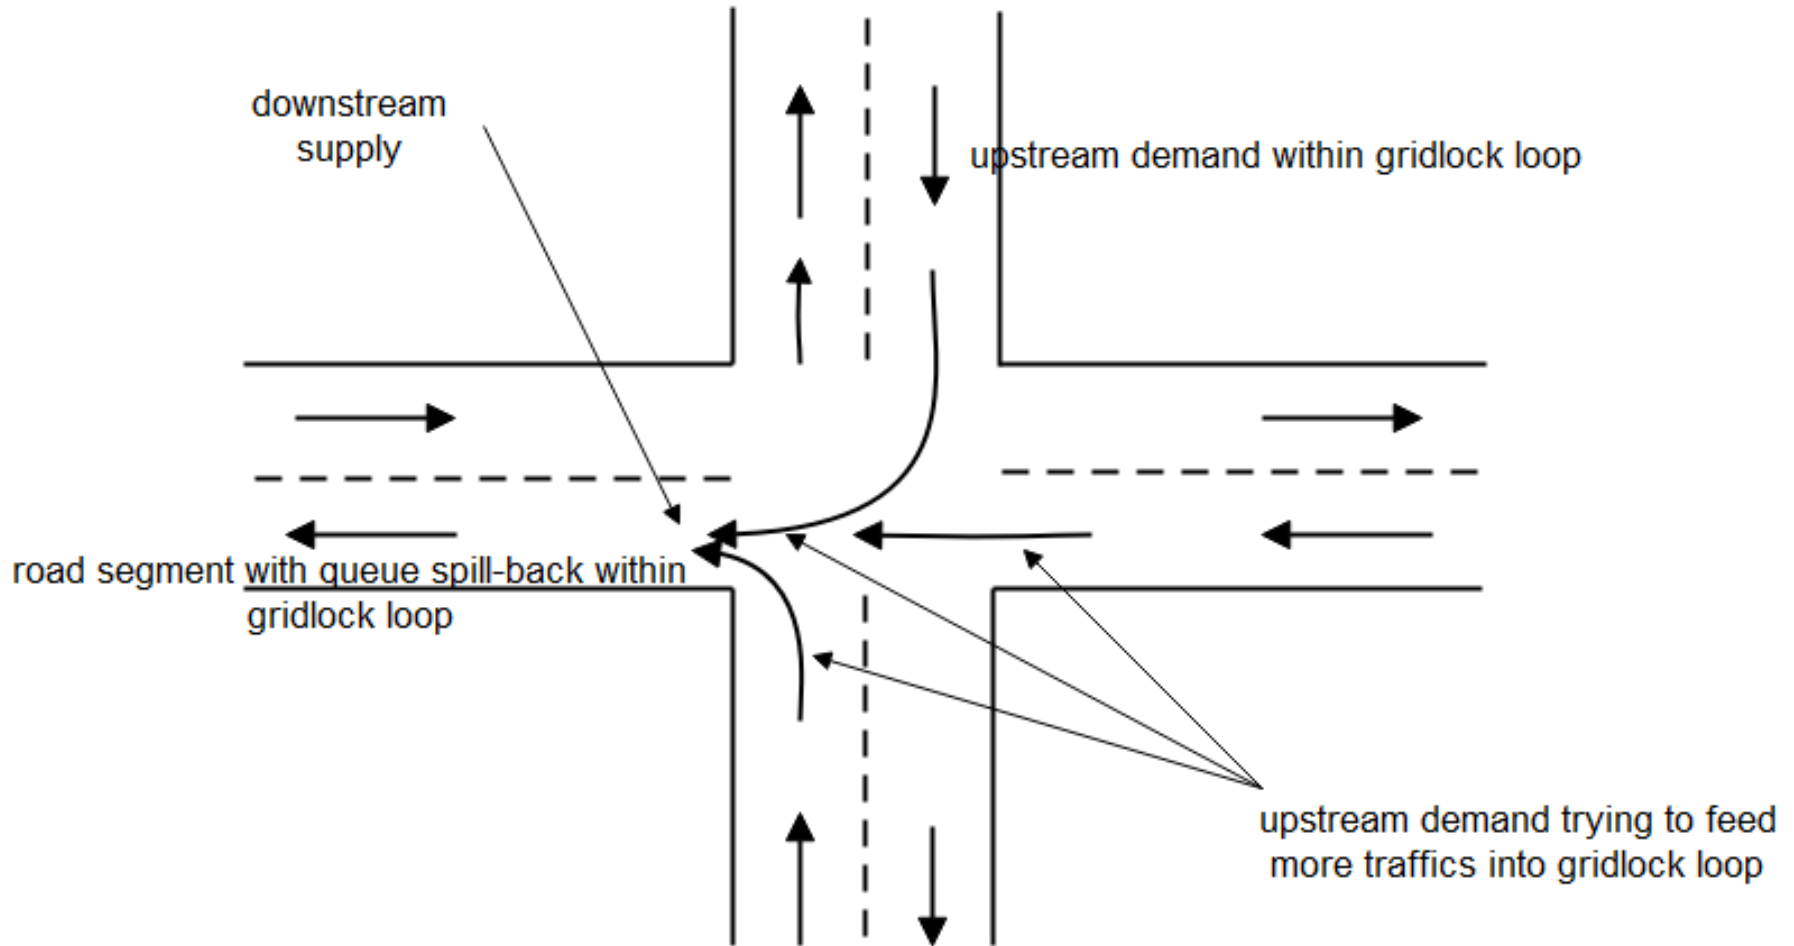 downstream
supply
upstream demand within gridlock loop
road segment with queue spill-back within
gridlock loop
upstream demand trying to feed
more traffics into gridlock loop